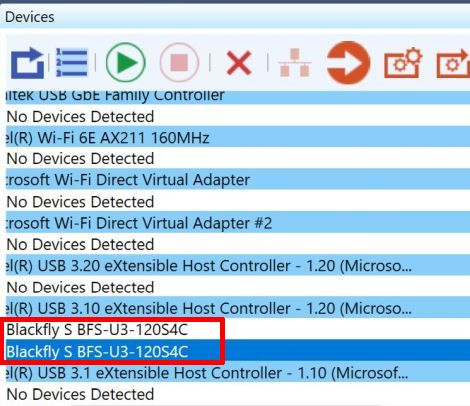 Devices
ltek USB GbE Family Controller
No Devices Detected
el(R) Wi-Fi 6E AX211 160MHz
No Devices Detected
crosoft Wi-Fi Direct Virtual Adapter
No Devices Detected
crosoft Wi-Fi Direct Virtual Adapter #2
No Devices Detected
el(R) USB 3.20 eXtensible Host Controller - 1.20 (Microso...
No Devices Detected
el(R) USB 3.10 eXtensible Host Controller - 1.20 (Microso...
Blackfly S BFS-U3-120S4C
Blackfly S BFS-U3-120S4C
el(R) USB 3.1 eXtensible Host Controller - 1.10 (Microsof...
No Devices Detected